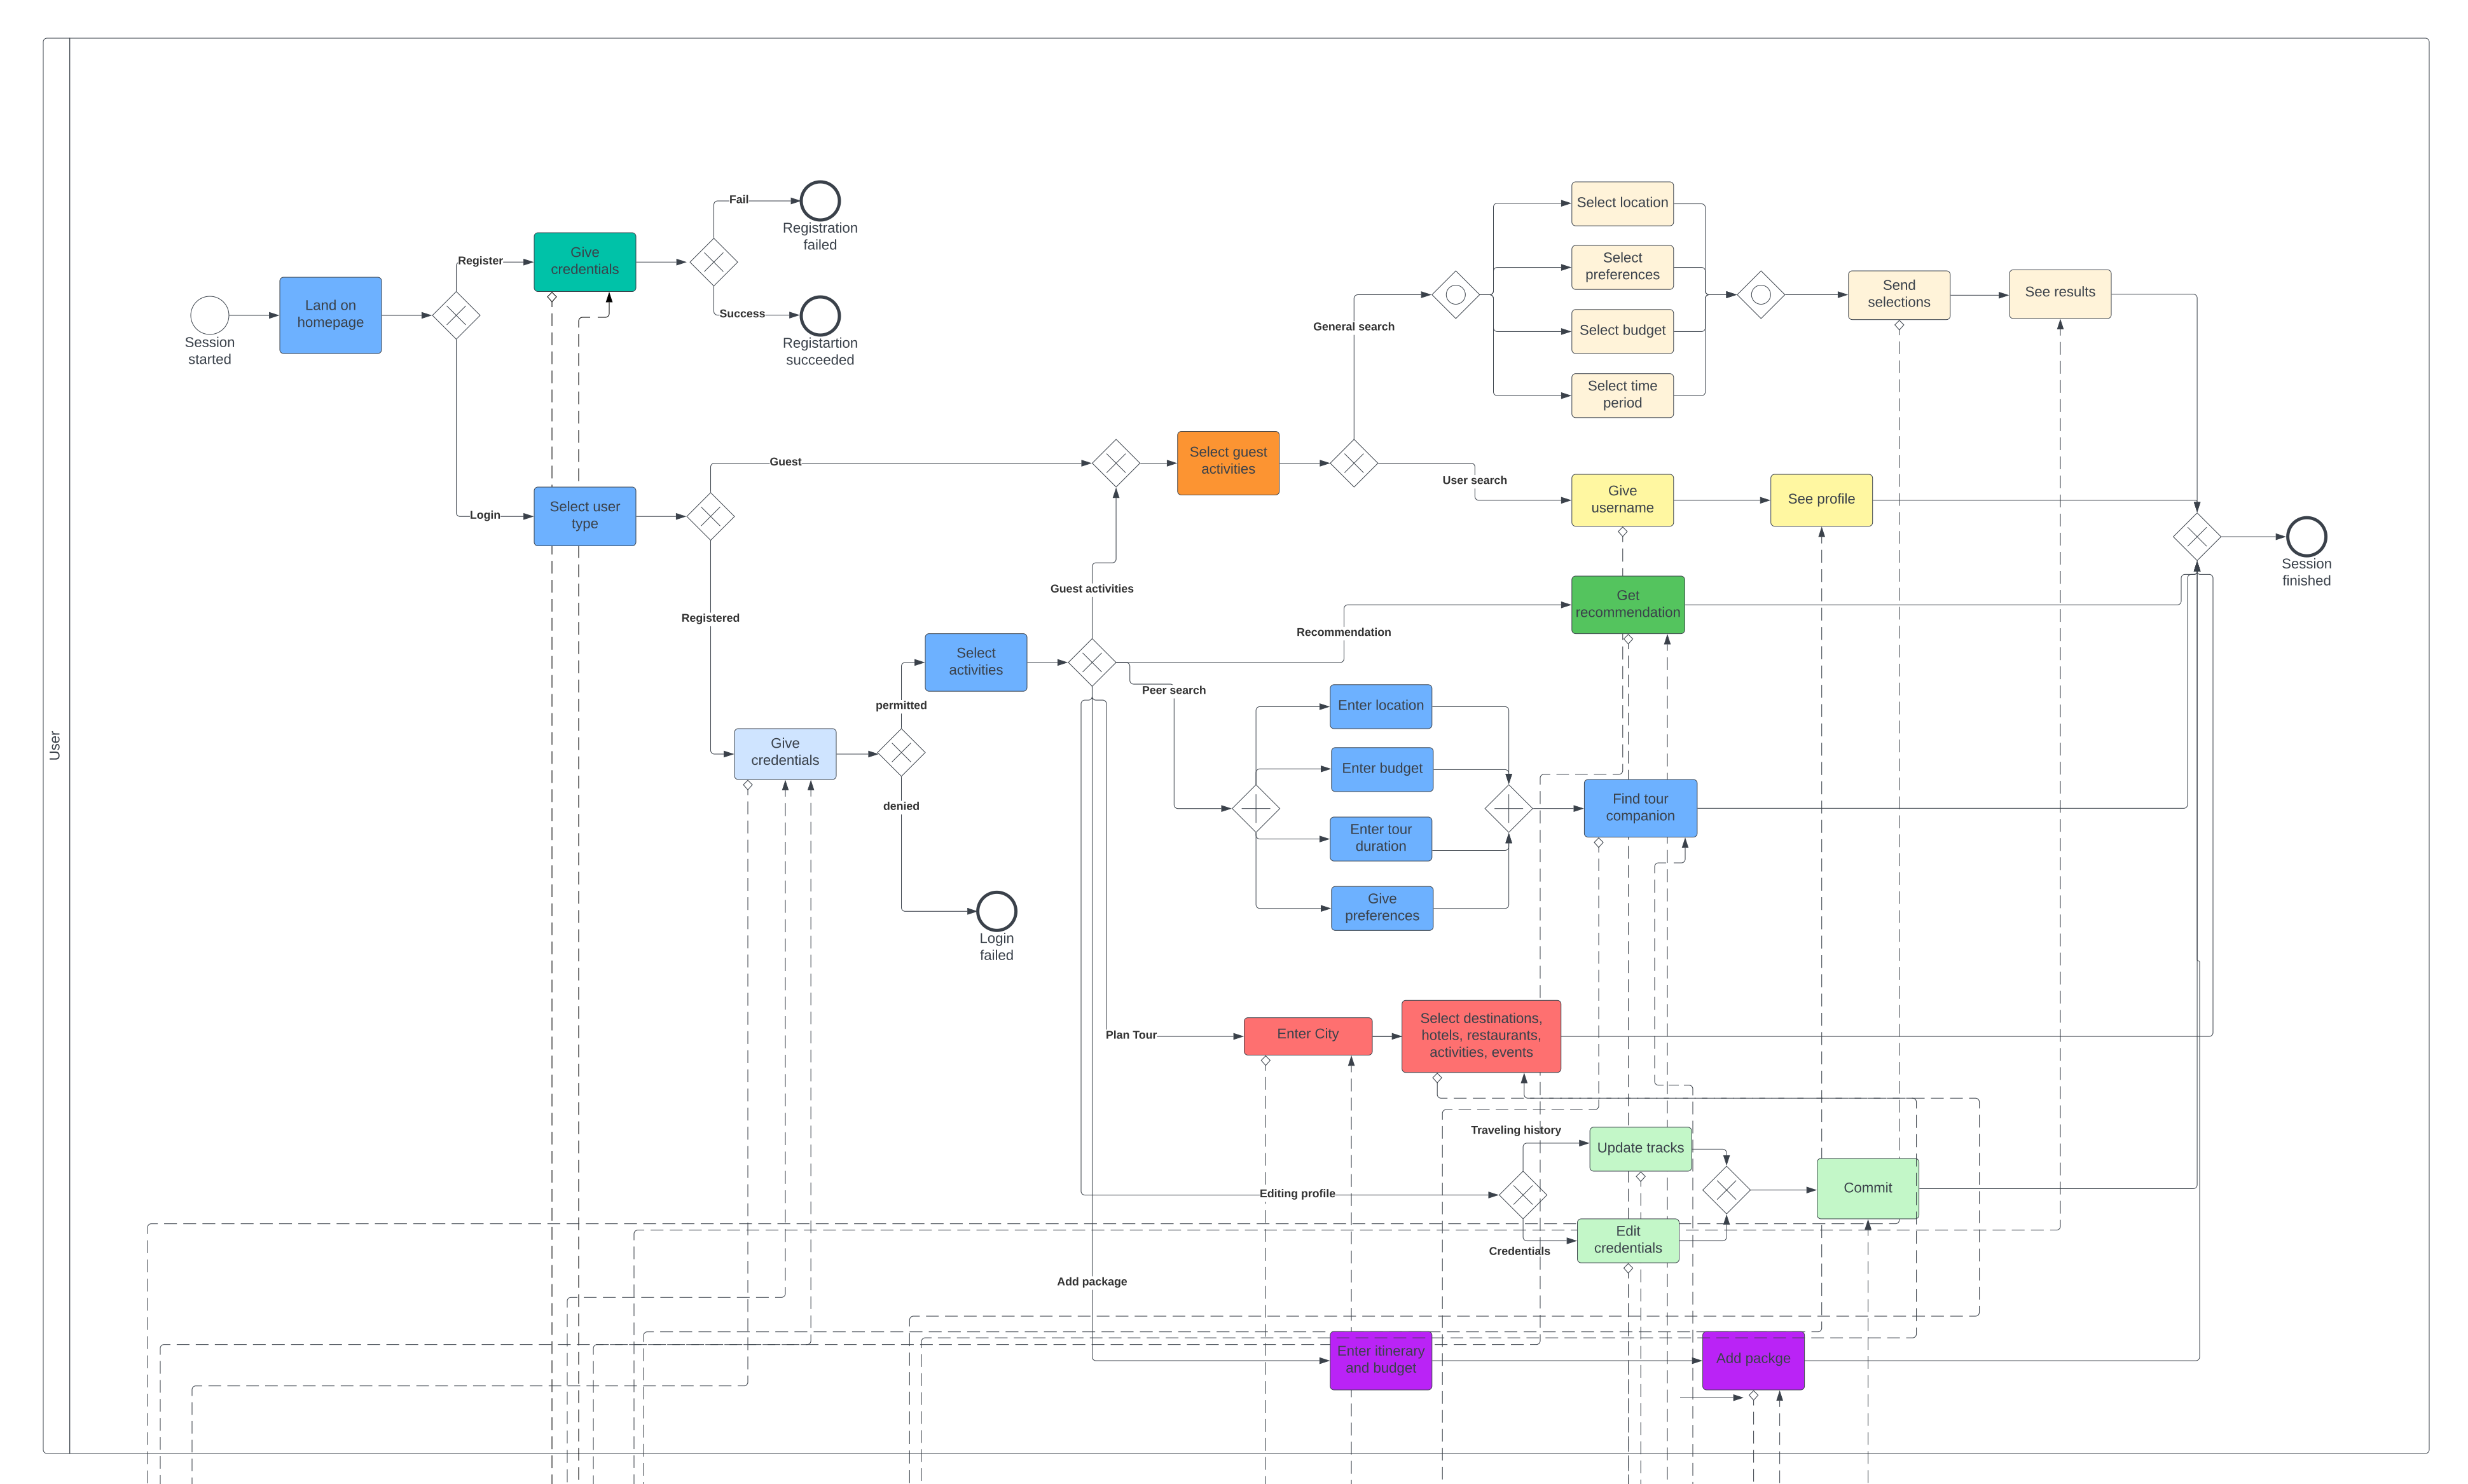 User
Session
started
Land on
homepage
Register
Login
Give
credentials
Fail
Success
Registration
failed
Registartion
succeeded
Select user
type
Guest
Registered
Give
credentials
permitted
denied
Login
failed
Select
activities
Guest activities
Recommendation
Peer search
Plan Tour
Editing profile
Add package
Select guest
activities
General search
User search
Select location
Select
preferences
Select budget
Select time
period
Send
selections
See results
Give
username
See profile
Get
recommendation
Enter location
Enter budget
Enter tour
duration
Give
preferences
Find tour
companion
Enter City
Select destinations,
hotels, restaurants,
activities, events
Traveling history
Credentials
Update tracks
Edit
credentials
Commit
Enter itinerary
and budget
Add packge
Session
finished